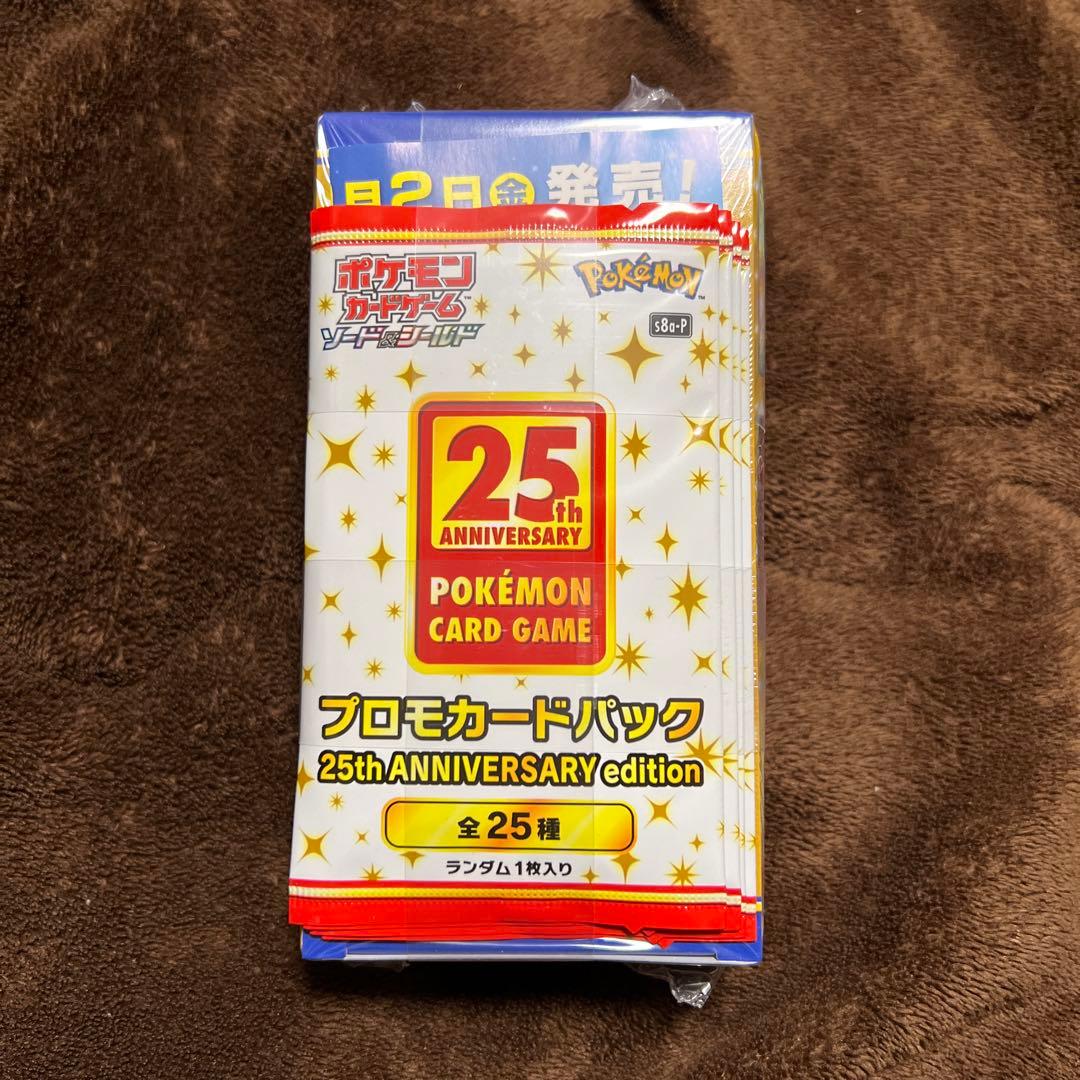 月2日金発売!
ポケモン
カードゲーム
ソード&シールド
POKéMON
s8a-P
25th
ANNIVERSARY
POKÉMON
CARD GAME
プロモカードパック
25th ANNIVERSARY edition
全25種
ランダム1枚入り